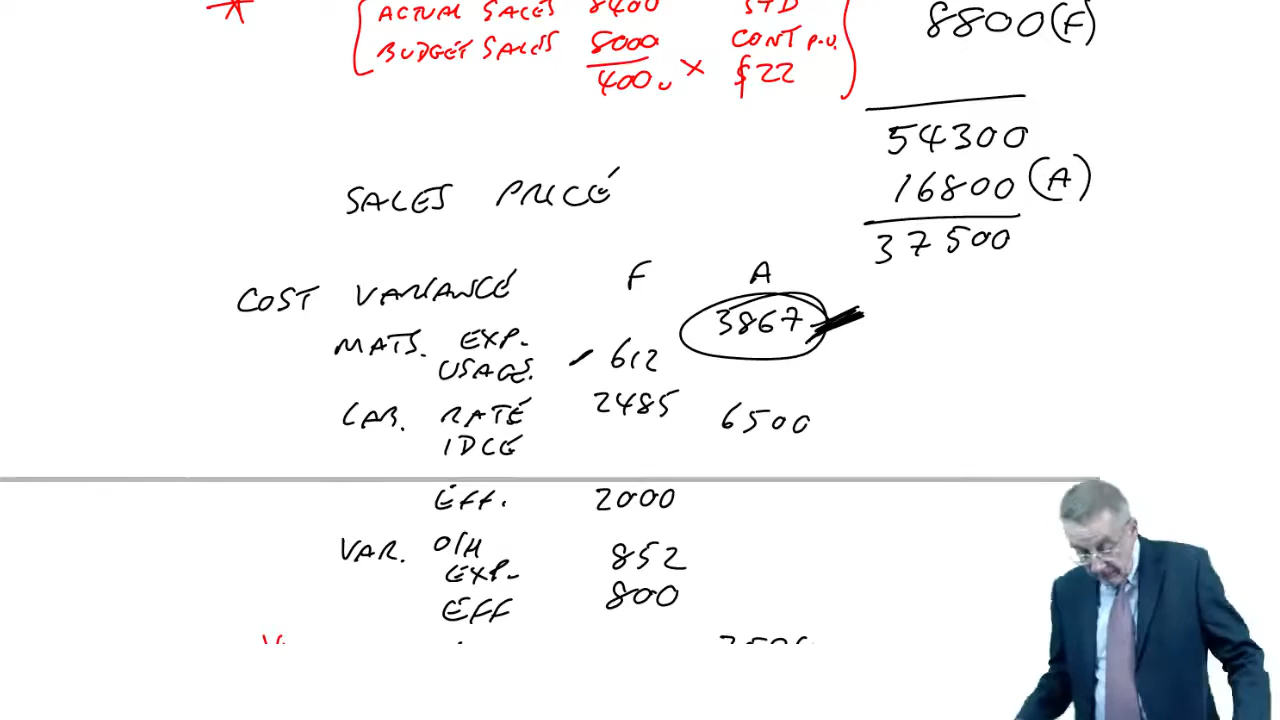 * ACTUAL SALES 8400 STD 8800(F)
BUDGET SALES 8000 CONT P.U.
400 U × $22
54300
SALES PRICE 16800 (A)
37500
COST VARIANCE F A
MATS. EXP. 3867
USAGE. 612
LAB. RATE 2485
IDLE 6500
EFF. 2000
VAR. O/H
EXP. 852
EFF 800